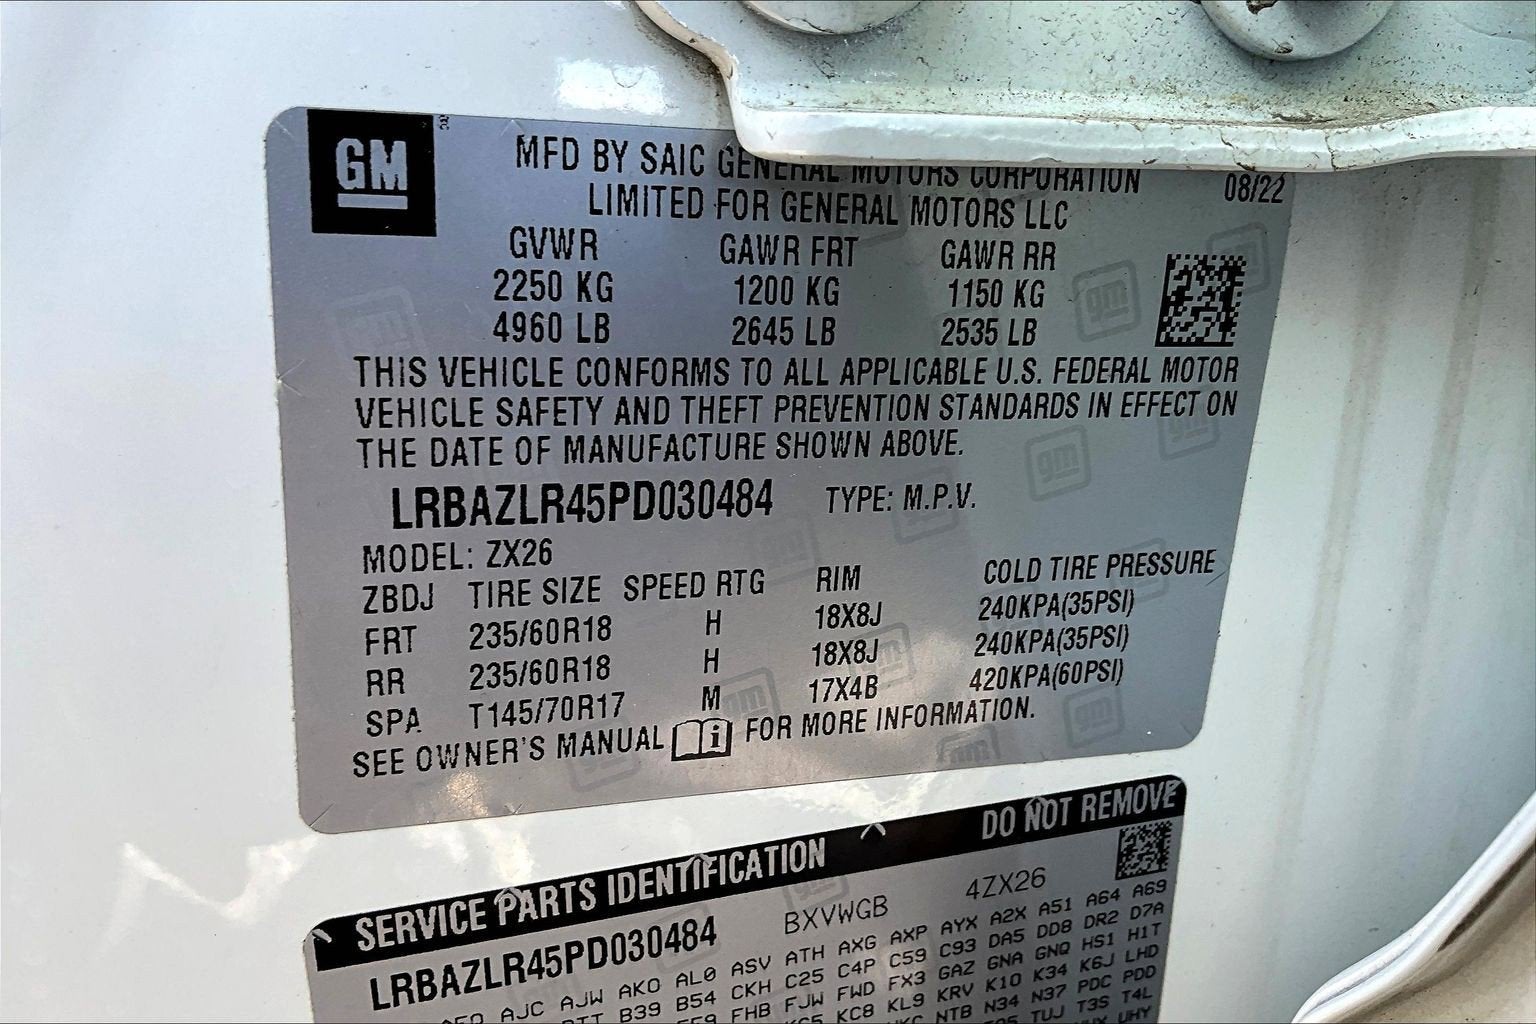 GM
MFD BY SAIC GENERAL MOTORS CORPORATION
08/22
LIMITED FOR GENERAL MOTORS LLC
GVWR GAWR FRT GAWR RR
2250 KG 1200 KG 1150 KG
4960 LB 2645 LB 2535 LB
THIS VEHICLE CONFORMS TO ALL APPLICABLE U.S. FEDERAL MOTOR
VEHICLE SAFETY AND THEFT PREVENTION STANDARDS IN EFFECT ON
THE DATE OF MANUFACTURE SHOWN ABOVE.
LRBAZLR45PD030484 TYPE: M.P.V.
MODEL: ZX26
ZBDJ TIRE SIZE SPEED RTG RIM COLD TIRE PRESSURE
FRT 235/60R18 H 18X8J 240KPA(35PSI)
RR 235/60R18 H 18X8J 240KPA(35PSI)
SPA T145/70R17 M 17X4B 420KPA(60PSI)
SEE OWNER'S MANUAL i FOR MORE INFORMATION.
SERVICE PARTS IDENTIFICATION DO NOT REMOVE
LRBAZLR45PD030484 BXVWGB 4ZX26
AJC AJW AKO AL0 ASV ATH AXG AXP AYX A2X A51 A64 A69
B39 B54 CKH C25 C4P C59 C93 DA5 DD8 DR2 D7A
FHB FJW FWD FX3 GAZ GNA GNQ HS1 H1T
KC8 KL9 KRV K10 K34 K6J LHD
NTB N34 N37 PDC PDD
TUJ T3S T4L
UHY